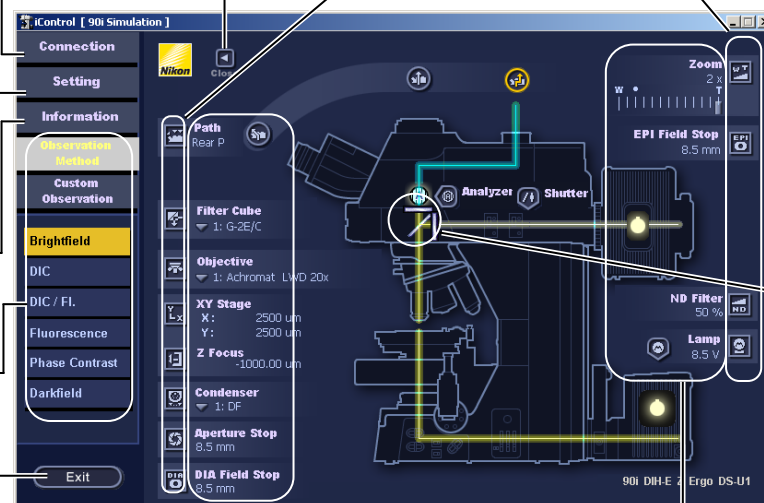 iControl [ 90i Simulation ]
Connection
Setting
Information
Observation
Method
Custom
Observation
Brightfield
DIC
DIC / Fl.
Fluorescence
Phase Contrast
Darkfield
Exit
Nikon
Clos
Path
Rear P
Filter Cube
1: G-2E/C
Objective
1: Achromat LWD 20x
XY Stage
X: 2500 um
Y: 2500 um
Z Focus
-1000.00 um
Condenser
1: DF
Aperture Stop
8.5 mm
DIA Field Stop
8.5 mm
Analyzer
Shutter
Zoom
2 x
W T
EPI Field Stop
8.5 mm
ND Filter
50 %
Lamp
8.5 V
W T
EPI
ND
Y
L X
DIA
90i DIH-E Z Ergo DS-U1